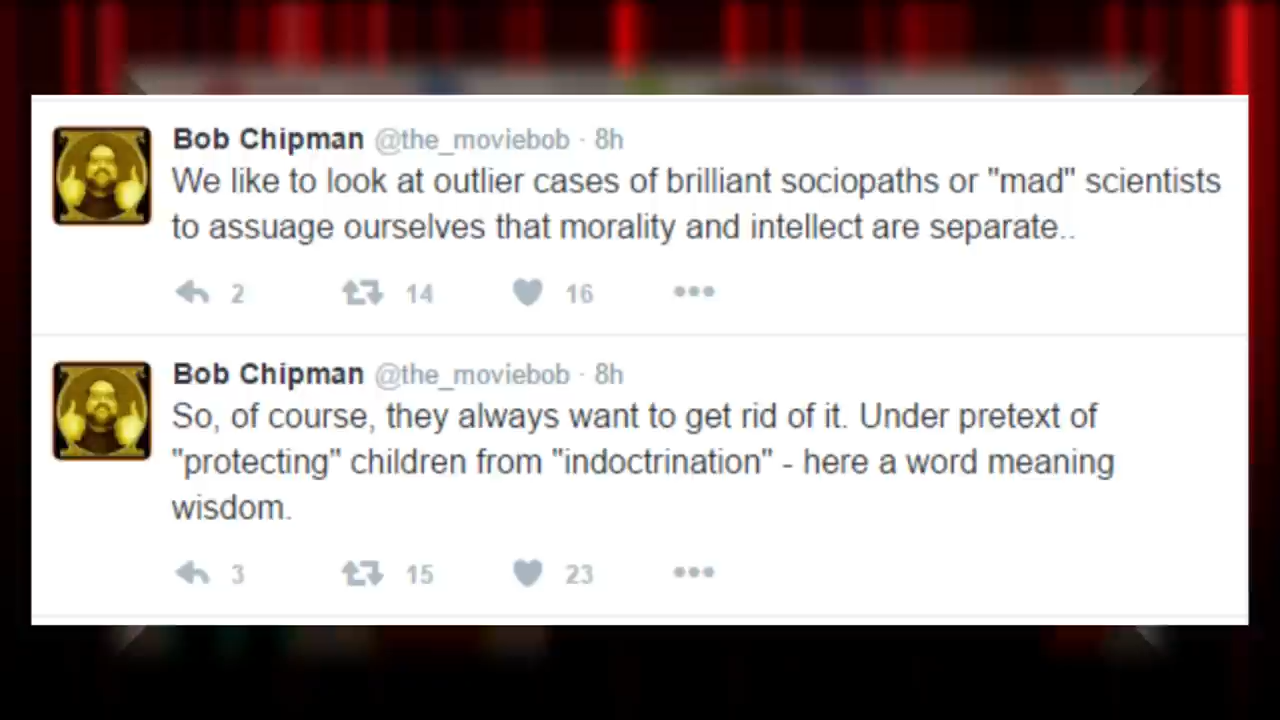 Bob Chipman @the_moviebob · 8h
We like to look at outlier cases of brilliant sociopaths or "mad" scientists
to assuage ourselves that morality and intellect are separate..
2 14 16
Bob Chipman @the_moviebob · 8h
So, of course, they always want to get rid of it. Under pretext of
"protecting" children from "indoctrination" - here a word meaning
wisdom.
3 15 23